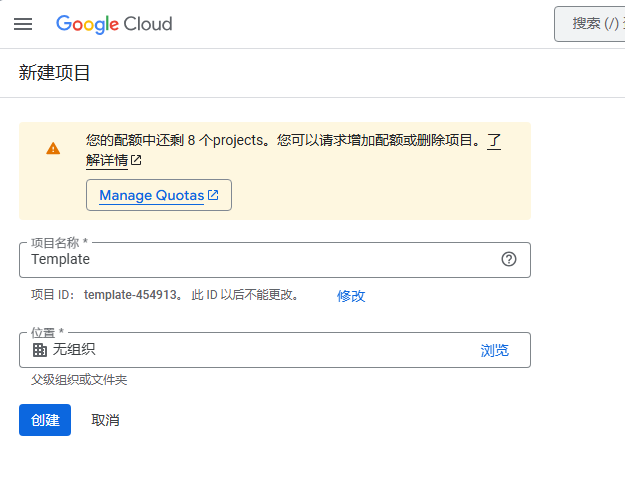 Google Cloud
搜索 (/)
新建项目
您的配额中还剩 8 个projects。您可以请求增加配额或删除项目。了
解详情
Manage Quotas
项目名称 *
Template
项目 ID： template-454913。 此 ID 以后不能更改。 修改
位置 *
无组织 浏览
父级组织或文件夹
创建 取消